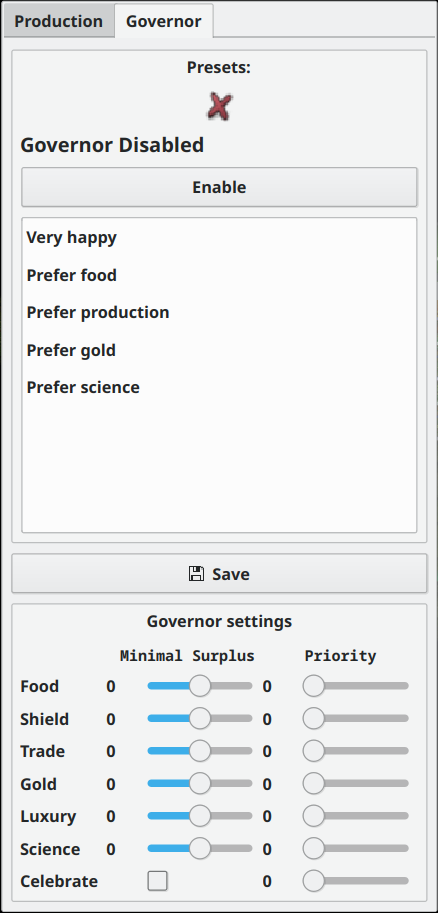 Production Governor
Presets:
Governor Disabled
Enable
Very happy
Prefer food
Prefer production
Prefer gold
Prefer science
Save
Governor settings
Minimal Surplus Priority
Food 0 0
Shield 0 0
Trade 0 0
Gold 0 0
Luxury 0 0
Science 0 0
Celebrate 0